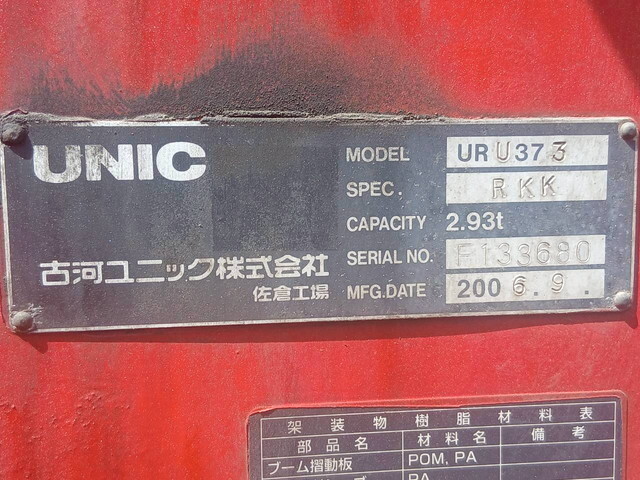 UNIC
MODEL URU373
SPEC. RKK
CAPACITY 2.93t
古河ユニック株式会社 SERIAL NO. F133690
佐倉工場 MFG.DATE 2006.9.
架装物樹脂材料表
部品名 材料名 備考
ブーム摺動板 POM, PA
PA